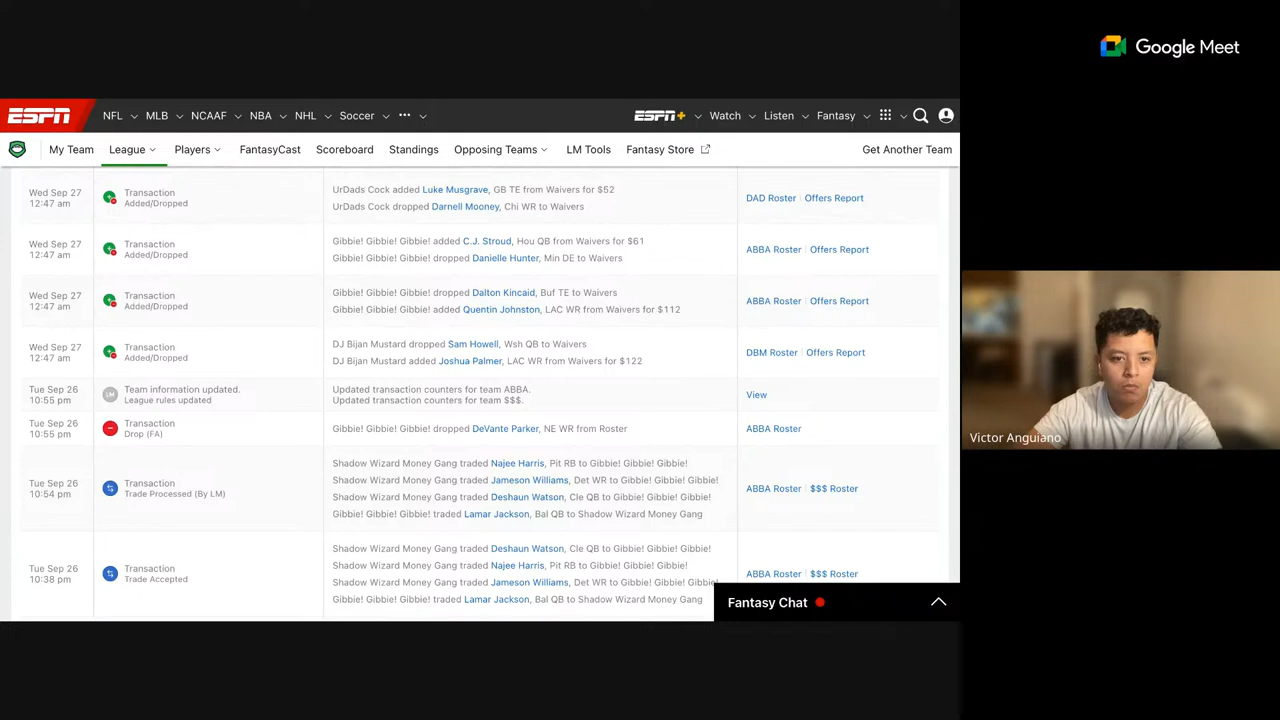 Google Meet
ESPN NFL MLB NCAAF NBA NHL Soccer ••• ESPN+ Watch Listen Fantasy
My Team League Players FantasyCast Scoreboard Standings Opposing Teams LM Tools Fantasy Store Get Another Team
Wed Sep 27
12:47 am
Transaction
Added/Dropped
UrDads Cock added Luke Musgrave, GB TE from Waivers for $52
UrDads Cock dropped Darnell Mooney, Chi WR to Waivers
DAD Roster | Offers Report
Wed Sep 27
12:47 am
Transaction
Added/Dropped
Gibbie! Gibbie! Gibbie! added C.J. Stroud, Hou QB from Waivers for $61
Gibbie! Gibbie! Gibbie! dropped Danielle Hunter, Min DE to Waivers
ABBA Roster | Offers Report
Wed Sep 27
12:47 am
Transaction
Added/Dropped
Gibbie! Gibbie! Gibbie! dropped Dalton Kincaid, Buf TE to Waivers
Gibbie! Gibbie! Gibbie! added Quentin Johnston, LAC WR from Waivers for $112
ABBA Roster | Offers Report
Wed Sep 27
12:47 am
Transaction
Added/Dropped
DJ Bijan Mustard dropped Sam Howell, Wsh QB to Waivers
DJ Bijan Mustard added Joshua Palmer, LAC WR from Waivers for $122
DBM Roster | Offers Report
Tue Sep 26
10:55 pm
LM
Team information updated.
League rules updated
Updated transaction counters for team ABBA.
Updated transaction counters for team $$$.
View
Tue Sep 26
10:55 pm
Transaction
Drop (FA)
Gibbie! Gibbie! Gibbie! dropped DeVante Parker, NE WR from Roster
ABBA Roster
Tue Sep 26
10:54 pm
Transaction
Trade Processed (By LM)
Shadow Wizard Money Gang traded Najee Harris, Pit RB to Gibbie! Gibbie! Gibbie!
Shadow Wizard Money Gang traded Jameson Williams, Det WR to Gibbie! Gibbie! Gibbie!
Shadow Wizard Money Gang traded Deshaun Watson, Cle QB to Gibbie! Gibbie! Gibbie!
Gibbie! Gibbie! Gibbie! traded Lamar Jackson, Bal QB to Shadow Wizard Money Gang
ABBA Roster | $$$ Roster
Tue Sep 26
10:38 pm
Transaction
Trade Accepted
Shadow Wizard Money Gang traded Deshaun Watson, Cle QB to Gibbie! Gibbie! Gibbie!
Shadow Wizard Money Gang traded Najee Harris, Pit RB to Gibbie! Gibbie! Gibbie!
Shadow Wizard Money Gang traded Jameson Williams, Det WR to Gibbie! Gibbie! Gibbie!
Gibbie! Gibbie! Gibbie! traded Lamar Jackson, Bal QB to Shadow Wizard Money Gang
ABBA Roster | $$$ Roster
Fantasy Chat
Victor Anguiano